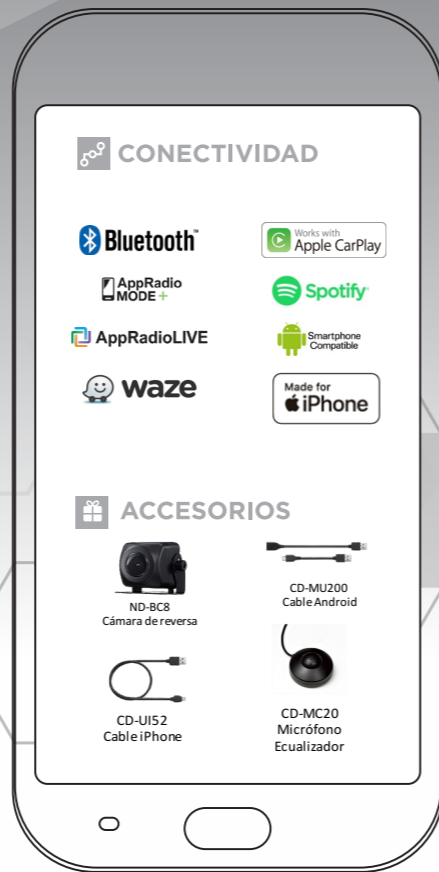 CONECTIVIDAD
Bluetooth™
Works with
Apple CarPlay
AppRadio
MODE+
Spotify
AppRadioLIVE
Smartphone
Compatible
waze
Made for
iPhone
ACCESORIOS
ND-BC8
Cámara de reversa
CD-MU200
Cable Android
CD-UI52
Cable iPhone
CD-MC20
Micrófono
Ecualizador